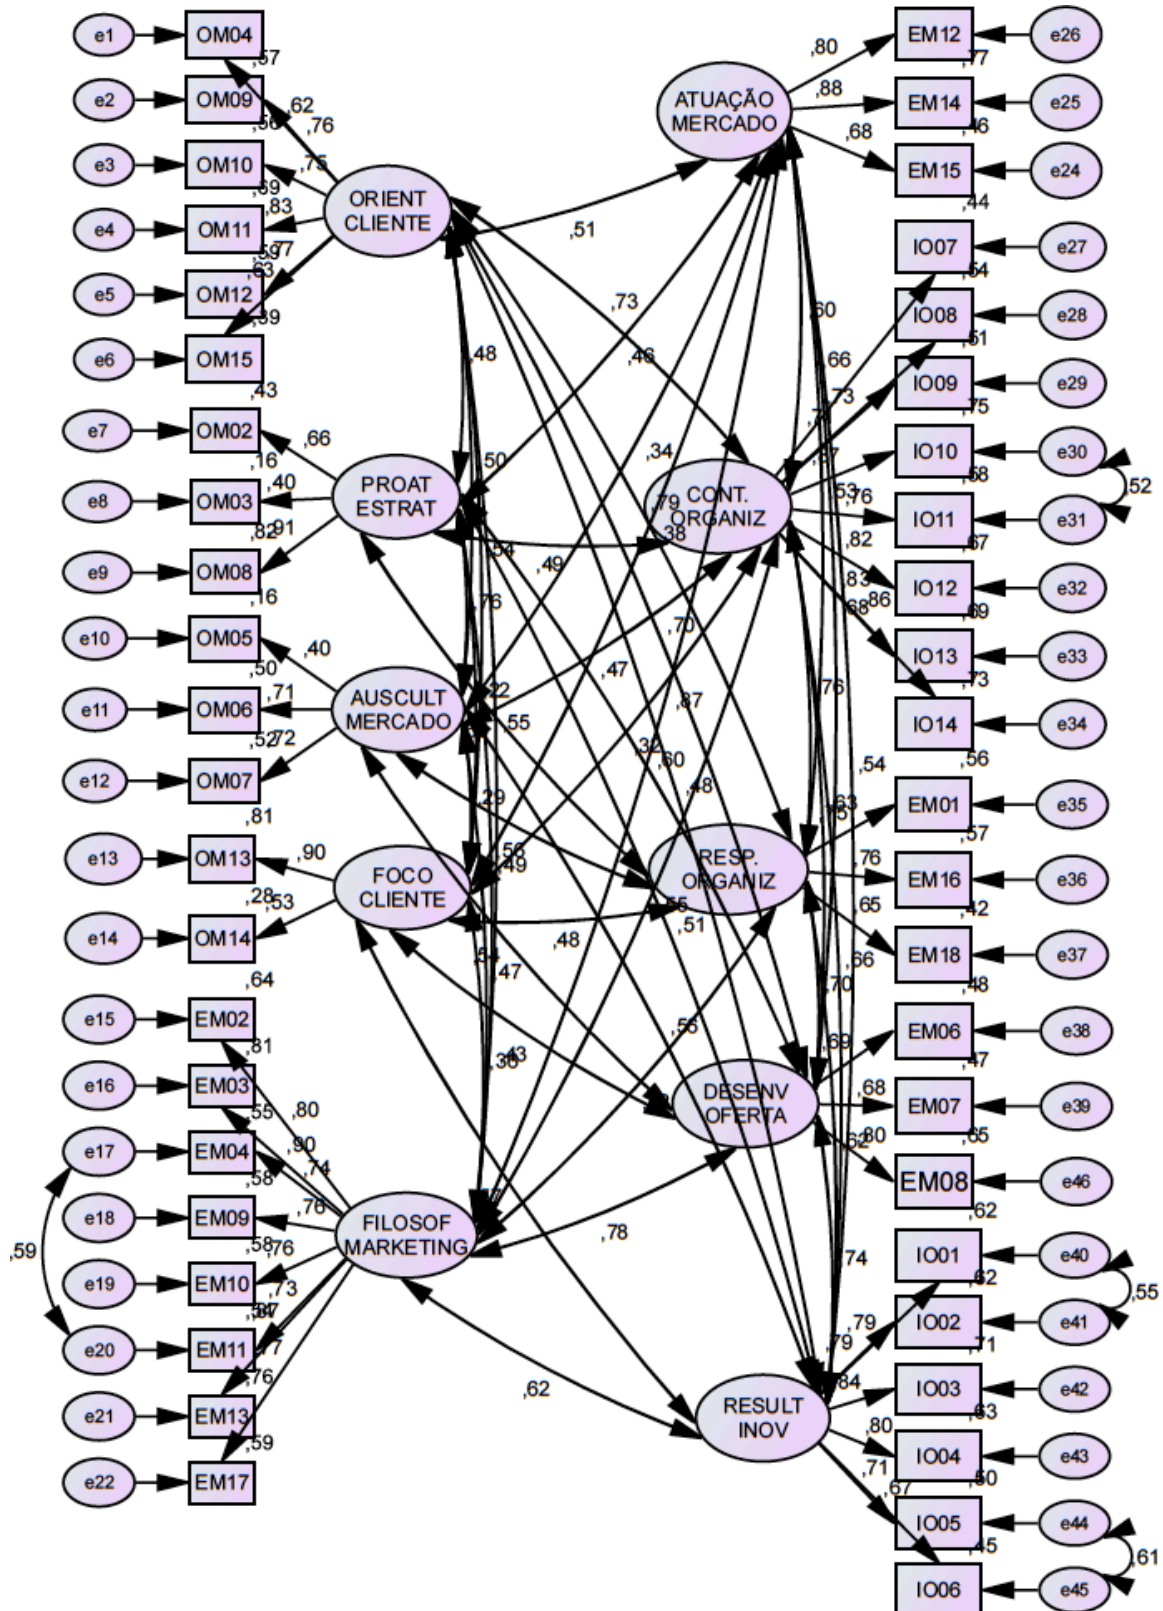 e1
OM04
,57
e2
OM09
,62
,76
e3
OM10
,75
,69
e4
OM11
,83
ORIENT
CLIENTE
e5
OM12
,77
,63
e6
OM15
,39
,43
e7
OM02
,66
,16
e8
OM03
,40
PROAT
ESTRAT
,82
,91
e9
OM08
,16
e10
OM05
,40
,50
e11
OM06
,71
AUSCULT
MERCADO
,52
,72
e12
OM07
,81
e13
OM13
,90
FOCO
CLIENTE
,28
,53
e14
OM14
,64
e15
EM02
,81
e16
EM03
,55
,80
e17
EM04
,90
,74
,58
e18
EM09
,76
FILOSOF
MARKETING
,58
,76
,59
e19
EM10
,73
e20
EM11
,77
,76
e21
EM13
,59
e22
EM17
,51
,73
,48
,46
,50
,34
,79
,38
,54
,49
,76
,70
,47
,22
,55
,87
,32
,60
,48
,29
,56
,49
,55
,51
,48
,54
,47
,56
,43
,78
,62
ATUAÇÃO
MERCADO
,80
EM12
e26
,77
,88
EM14
e25
,46
,68
EM15
e24
,44
IO07
e27
,54
,60
IO08
e28
,51
,66
,73
IO09
e29
,75
IO10
e30
,58
,52
CONT.
ORGANIZ
,53
,76
IO11
e31
,67
,82
IO12
e32
,69
,83
,86
,68
IO13
e33
,73
,76
IO14
e34
,56
,54
EM01
e35
,57
,63
RESP.
ORGANIZ
,76
EM16
e36
,42
,65
EM18
e37
,48
,66
,70
EM06
e38
,47
,69
DESENV
OFERTA
,68
EM07
e39
,65
,62
,80
EM08
e46
,62
IO01
e40
,62
,74
,55
,79
IO02
e41
,71
,79
IO03
e42
,63
,84
RESULT
INOV
,80
IO04
e43
,50
,71
,67
IO05
e44
,45
,61
IO06
e45